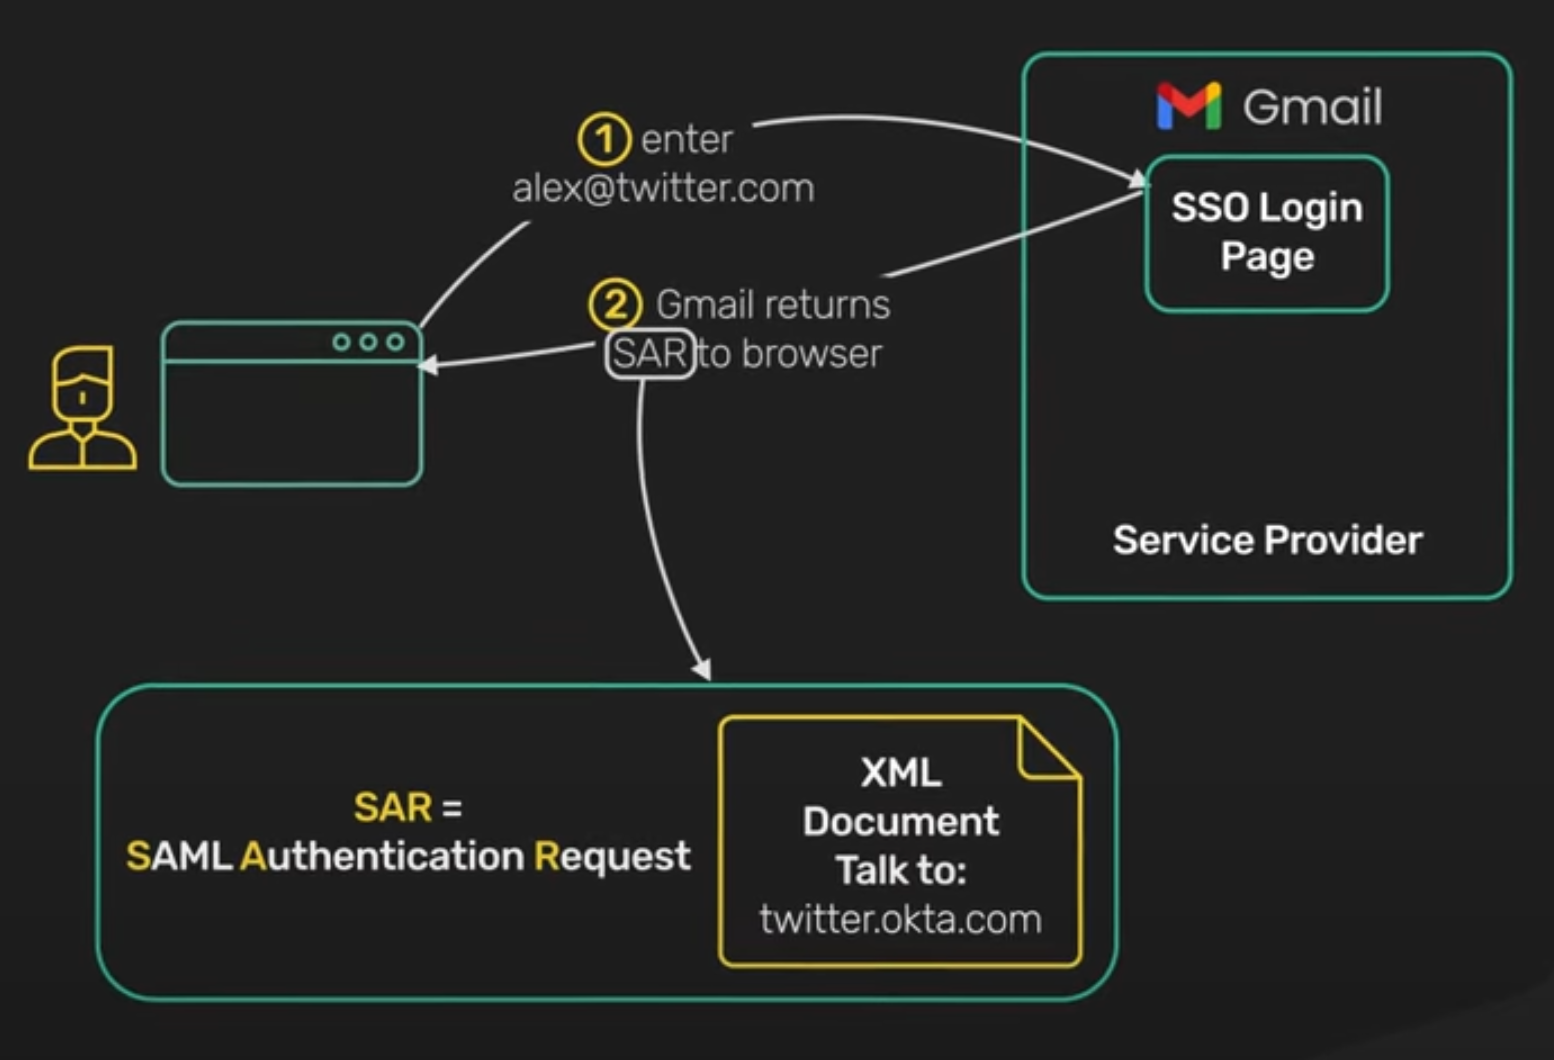 Gmail
1 enter
alex@twitter.com
SSO Login
Page
2 Gmail returns
SAR to browser
Service Provider
SAR =
SAML Authentication Request
XML
Document
Talk to:
twitter.okta.com